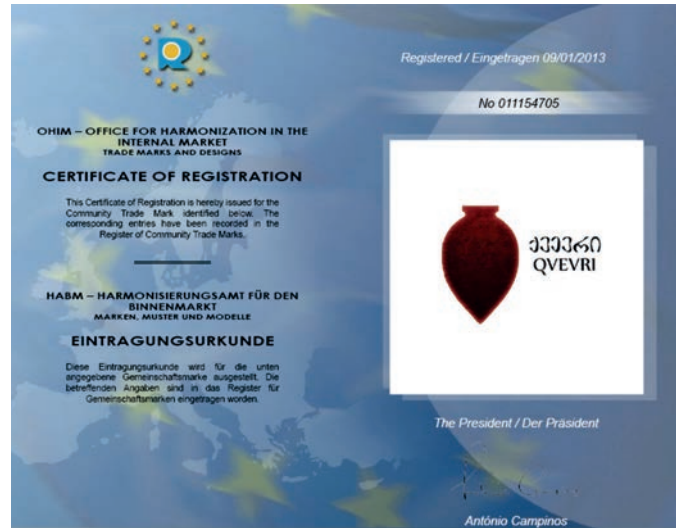 OHIM – OFFICE FOR HARMONIZATION IN THE
INTERNAL MARKET
TRADE MARKS AND DESIGNS
CERTIFICATE OF REGISTRATION
This Certificate of Registration is hereby issued for the
Community Trade Mark identified below. The
corresponding entries have been recorded in the
Register of Community Trade Marks.
HABM – HARMONISIERUNGSAMT FÜR DEN
BINNENMARKT
MARKEN, MUSTER UND MODELLE
EINTRAGUNGSURKUNDE
Diese Eintragungsurkunde wird für die unten
angegebene Gemeinschaftsmarke ausgestellt. Die
betreffenden Angaben sind in das Register für
Gemeinschaftsmarken eingetragen worden.
Registered / Eingetragen 09/01/2013
No 011154705
ქვევრი
QVEVRI
The President / Der Präsident
António Campinos